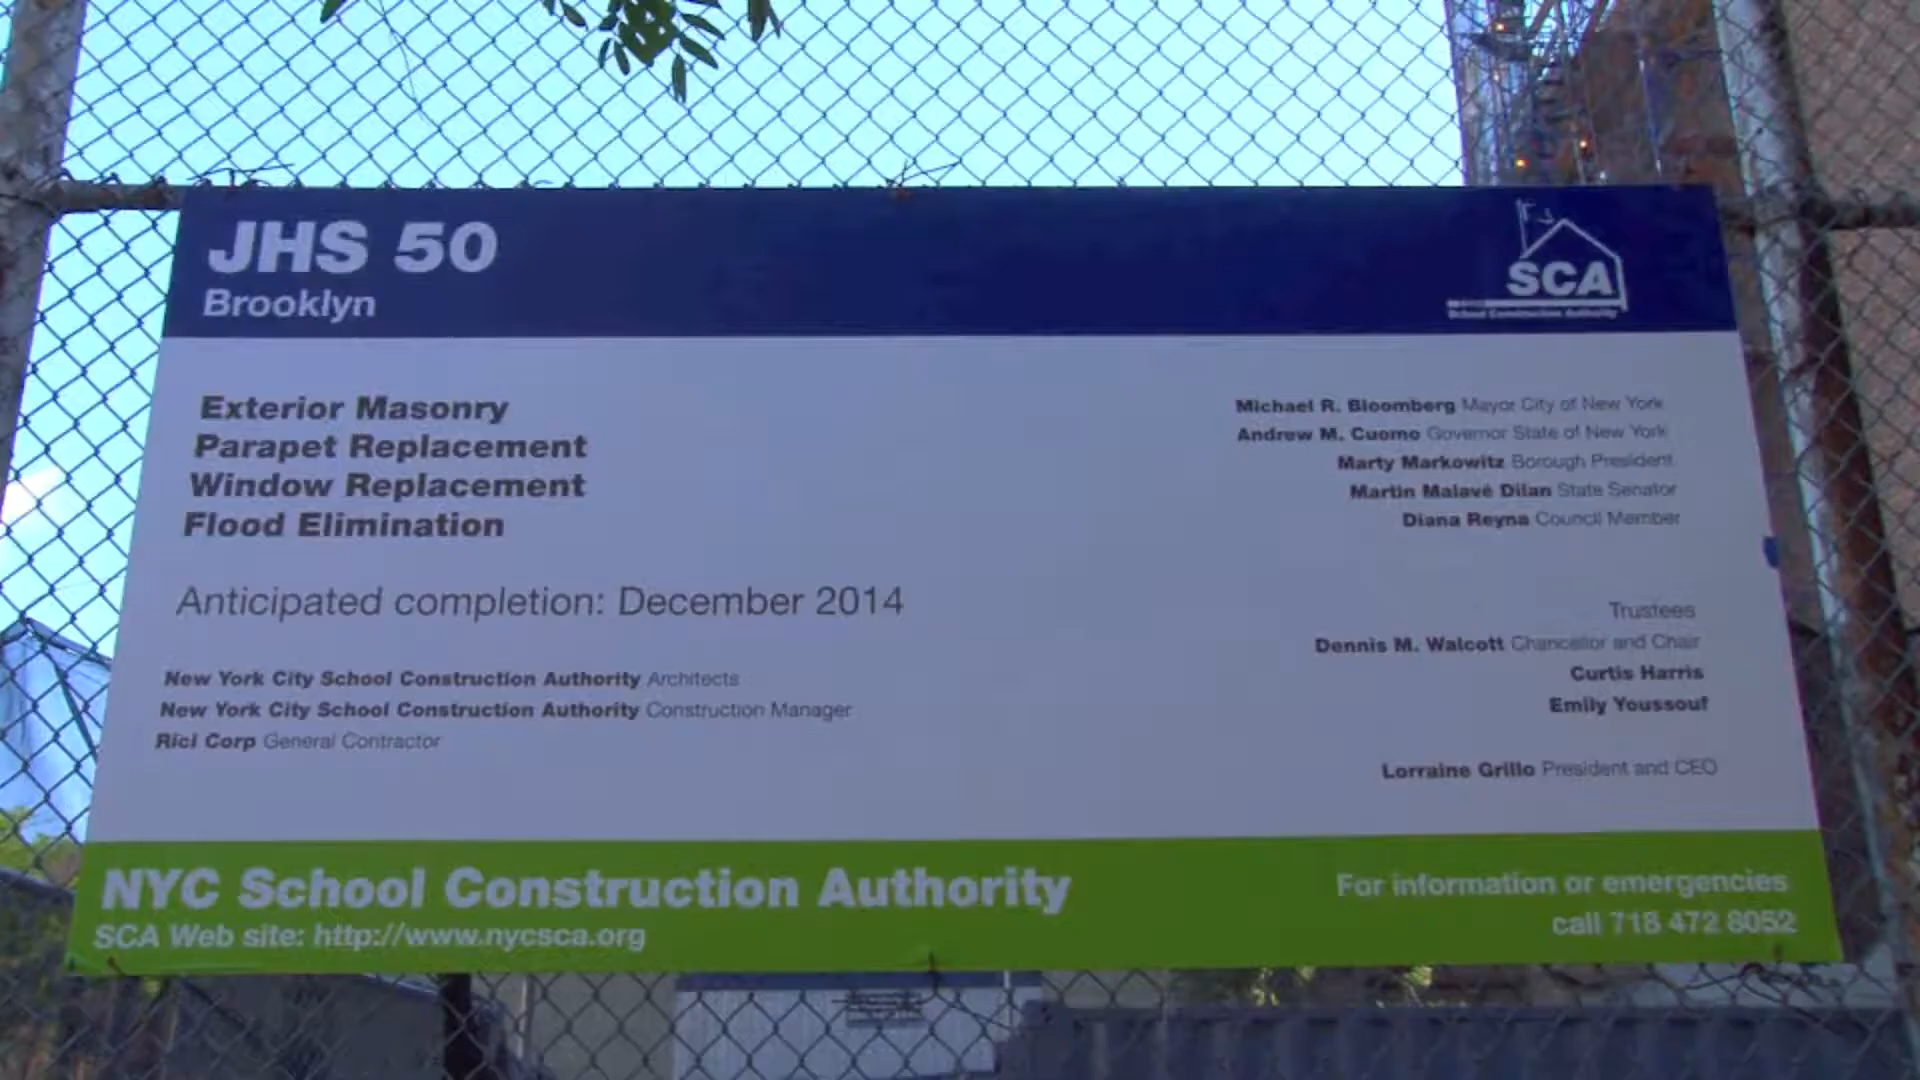 JHS 50
Brooklyn
SCA
School Construction Authority
Exterior Masonry
Parapet Replacement
Window Replacement
Flood Elimination
Anticipated completion: December 2014
New York City School Construction Authority Architects
New York City School Construction Authority Construction Manager
Rici Corp General Contractor
Michael R. Bloomberg Mayor City of New York
Andrew M. Cuomo Governor State of New York
Marty Markowitz Borough President
Martin Malavé Dilan State Senator
Diana Reyna Council Member
Trustees
Dennis M. Walcott Chancellor and Chair
Curtis Harris
Emily Youssouf
Lorraine Grillo President and CEO
NYC School Construction Authority
SCA Web site: http://www.nycsca.org
For information or emergencies
call 718 472 8052